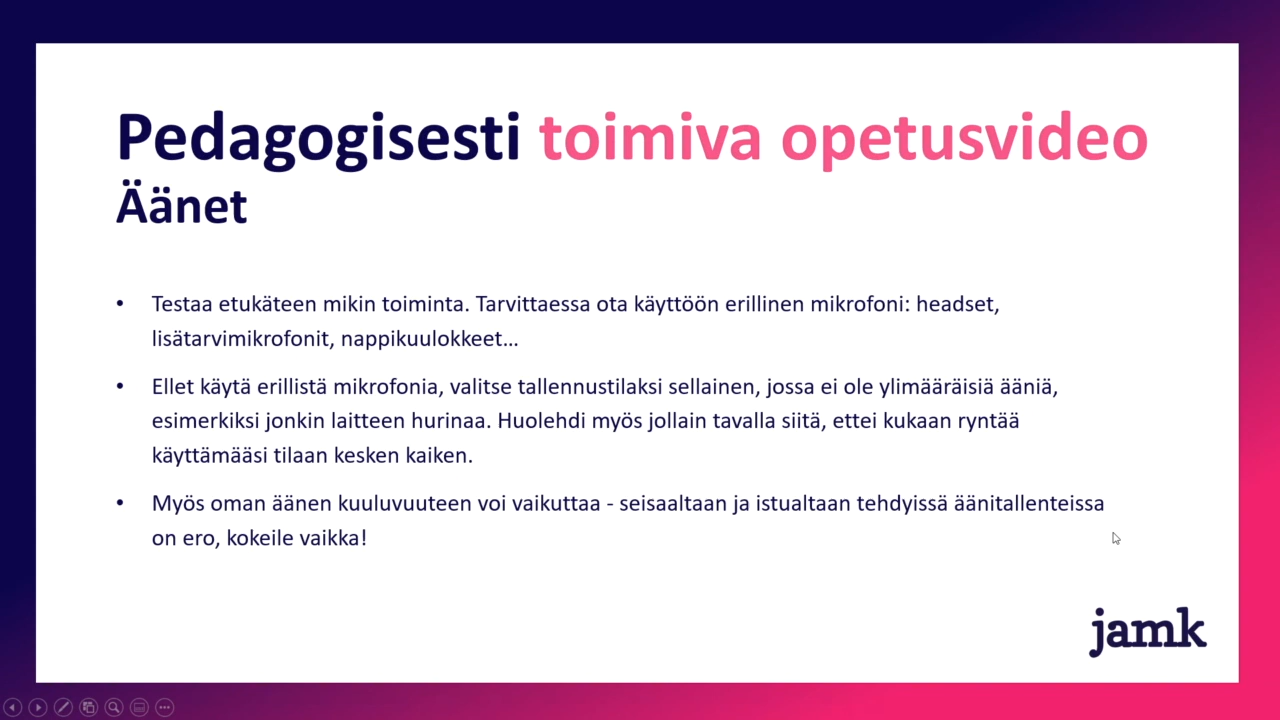 Pedagogisesti toimiva opetusvideo
Äänet
• Testaa etukäteen mikin toiminta. Tarvittaessa ota käyttöön erillinen mikrofoni: headset,
lisätarvimikrofonit, nappikuulokkeet...
• Ellet käytä erillistä mikrofonia, valitse tallennustilaksi sellainen, jossa ei ole ylimääräisiä ääniä,
esimerkiksi jonkin laitteen hurinaa. Huolehdi myös jollain tavalla siitä, ettei kukaan ryntää
käyttämääsi tilaan kesken kaiken.
• Myös oman äänen kuuluvuuteen voi vaikuttaa - seisaaltaan ja istualtaan tehdyissä äänitallenteissa
on ero, kokeile vaikka!
jamk